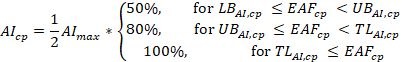 AI_cp = 1/2 AI_max * { 50%, for LB_AI,cp ≤ EAF_cp < UB_AI,cp
80%, for UB_AI,cp ≤ EAF_cp < TL_AI,cp
100%, for TL_AI,cp ≤ EAF_cp